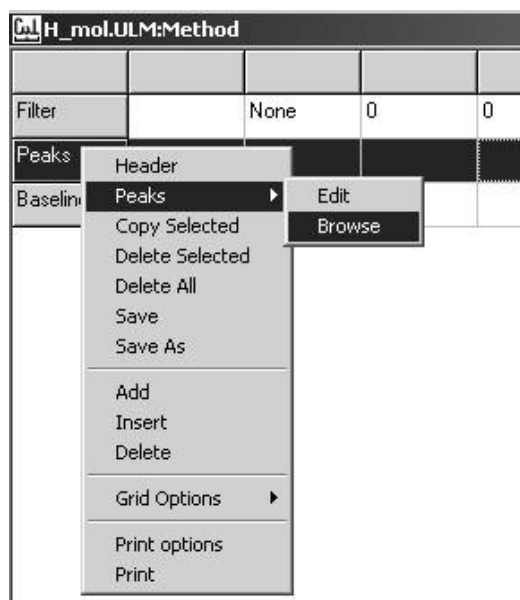 H_mol.ULM:Method
Filter None 0 0
Peaks
Header
Baselin Peaks Edit
Copy Selected Browse
Delete Selected
Delete All
Save
Save As
Add
Insert
Delete
Grid Options
Print options
Print